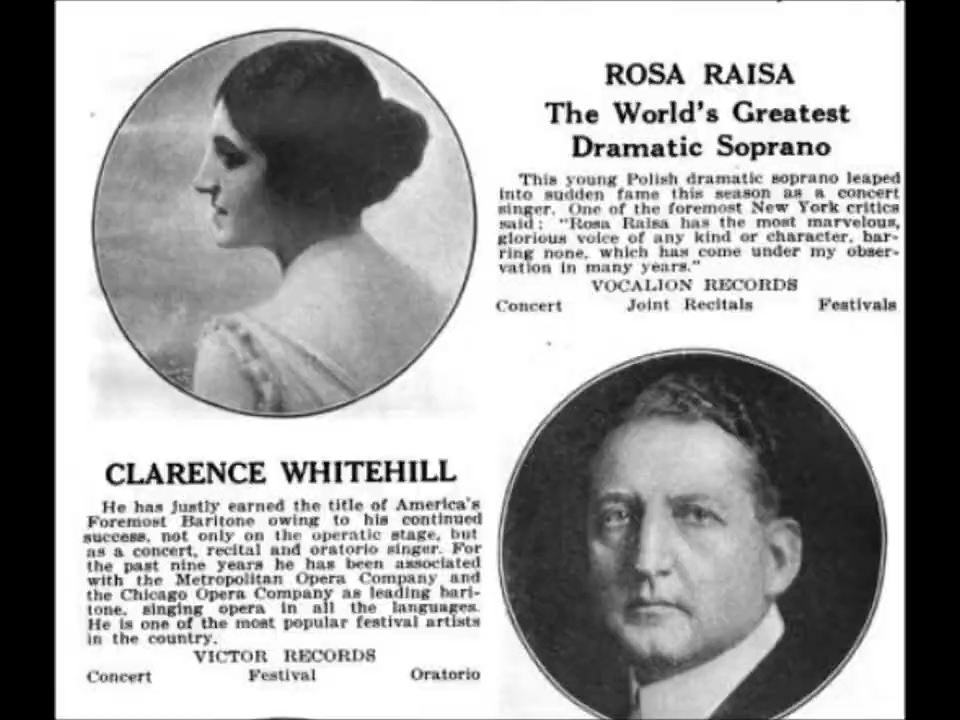 ROSA RAISA
The World's Greatest
Dramatic Soprano
This young Polish dramatic soprano leaped
into sudden fame this season as a concert
singer. One of the foremost New York critics
said: "Rosa Raisa has the most marvelous,
glorious voice of any kind or character, bar-
ring none, which has come under my obser-
vation in many years."
VOCALION RECORDS
Concert Joint Recitals Festivals
CLARENCE WHITEHILL
He has justly earned the title of America's
Foremost Baritone owing to his continued
success, not only on the operatic stage, but
as a concert, recital and oratorio singer. For
the past nine years he has been associated
with the Metropolitan Opera Company and
the Chicago Opera Company as leading bari-
tone, singing opera in all the languages.
He is one of the most popular festival artists
in the country.
VICTOR RECORDS
Concert Festival Oratorio